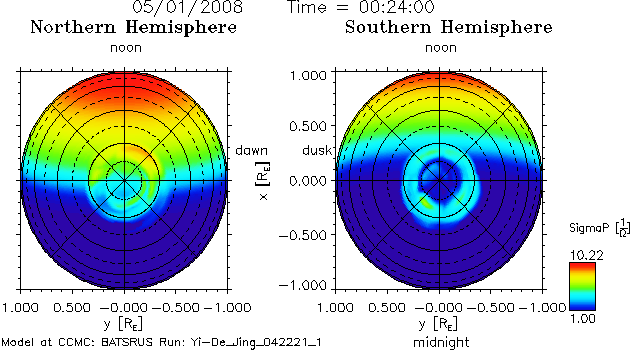 05/01/2008 Time = 00:24:00
Northern Hemisphere Southern Hemisphere
noon noon
1.000
0.500
dawn dusk
0.000
x [R_E]
-0.500
-1.000
SigmaP [1/Ω]
10.22
1.00
1.000 0.500 -0.000 -0.500 -1.000 1.000 0.500 -0.000 -0.500 -1.000
y [R_E] y [R_E]
Model at CCMC: BATSRUS Run: Yi-De_Jing_042221_1
midnight